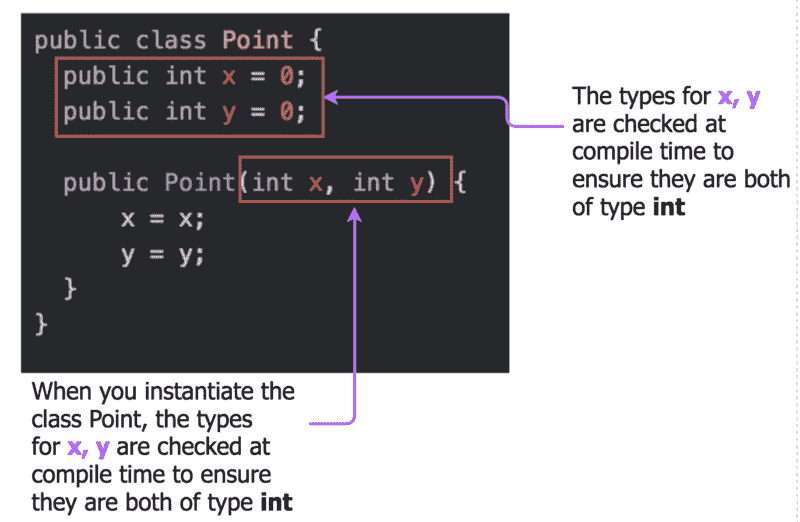 public class Point {
public int x = 0;
public int y = 0;
public Point(int x, int y) {
x = x;
y = y;
}
}
The types for x, y
are checked at
compile time to
ensure they are both
of type int
When you instantiate the
class Point, the types
for x, y are checked at
compile time to ensure
they are both of type int